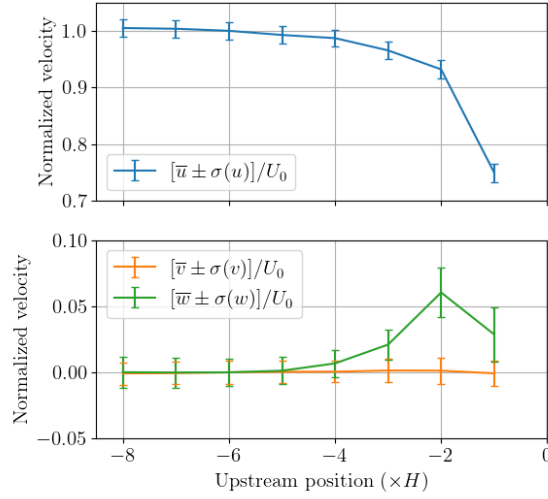 Normalized velocity
1.0
0.9
0.8
0.7
[u̅ ± σ(u)]/U₀
Normalized velocity
0.10
0.05
0.00
−0.05
[v̅ ± σ(v)]/U₀
[w̅ ± σ(w)]/U₀
−8 −6 −4 −2 0
Upstream position (×H)